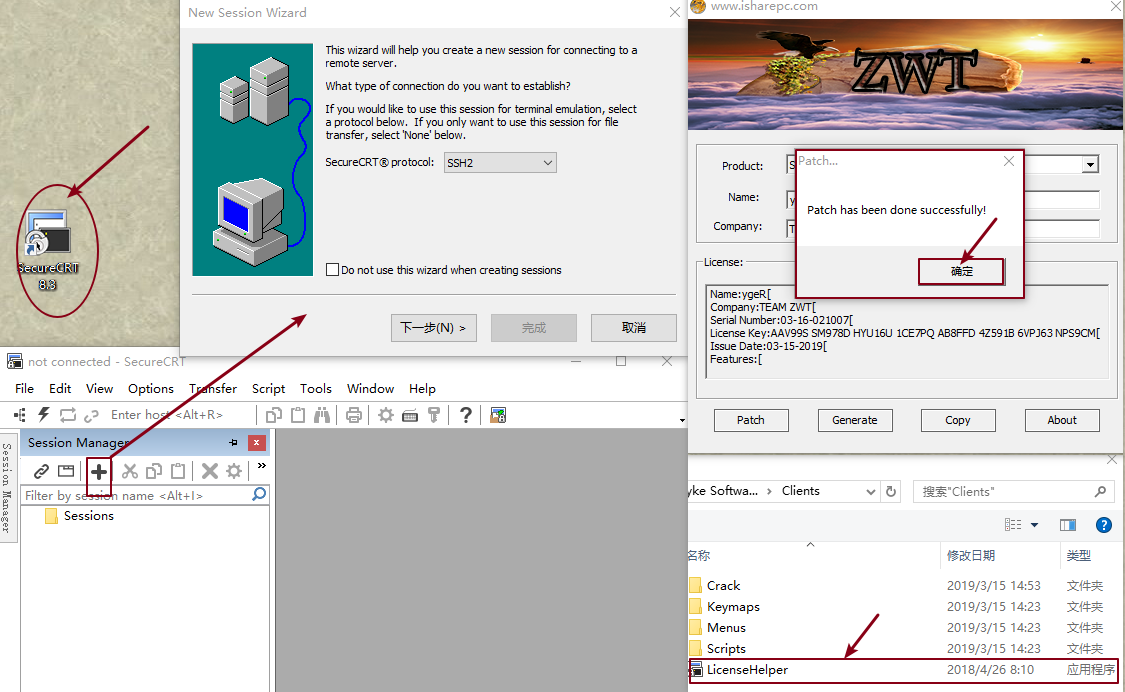 New Session Wizard
This wizard will help you create a new session for connecting to a
remote server.
What type of connection do you want to establish?
If you would like to use this session for terminal emulation, select
a protocol below. If you only want to use this session for file
transfer, select 'None' below.
SecureCRT® protocol: SSH2
Do not use this wizard when creating sessions
下一步(N) >
完成
取消
SecureCRT
8.3
www.isharepc.com
ZWT
Product:
Name:
Company:
Patch...
Patch has been done successfully!
确定
License:
Name:ygeR[
Company:TEAM ZWT[
Serial Number:03-16-021007[
License Key:AAV99S SM978D HYU16U 1CE7PQ AB8FFD 4Z591B 6VPJ63 NPS9CM[
Issue Date:03-15-2019[
Features:[
Patch
Generate
Copy
About
not connected - SecureCRT
File Edit View Options Transfer Script Tools Window Help
Enter host <Alt+R>
Session Manager
Session Manager
Filter by session name <Alt+I>
Sessions
yke Softwa... › Clients
搜索"Clients"
名称 修改日期 类型
Crack 2019/3/15 14:53 文件夹
Keymaps 2019/3/15 14:23 文件夹
Menus 2019/3/15 14:23 文件夹
Scripts 2019/3/15 14:23 文件夹
LicenseHelper 2018/4/26 8:10 应用程序